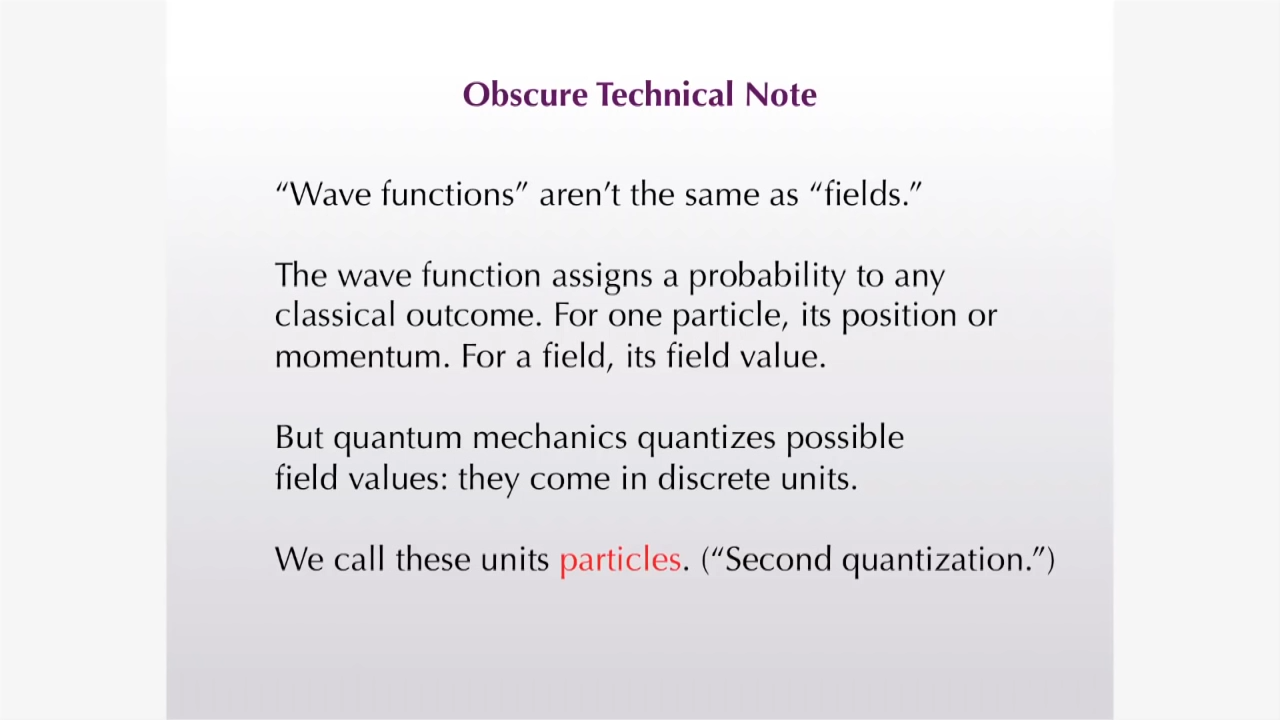 Obscure Technical Note
“Wave functions” aren’t the same as “fields.”
The wave function assigns a probability to any
classical outcome. For one particle, its position or
momentum. For a field, its field value.
But quantum mechanics quantizes possible
field values: they come in discrete units.
We call these units particles. (“Second quantization.”)